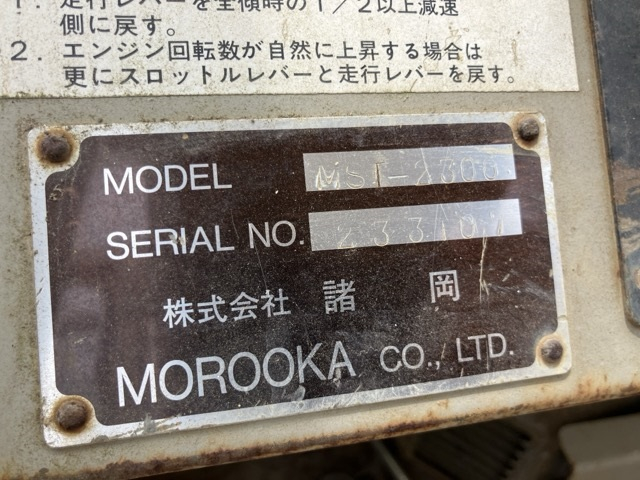 1. 走行レバーを全傾時の1/2以上減速
側に戻す。
2. エンジン回転数が自然に上昇する場合は
更にスロットルレバーと走行レバーを戻す。
MODEL
SERIAL NO.
株式会社 諸 岡
MOROOKA CO., LTD.